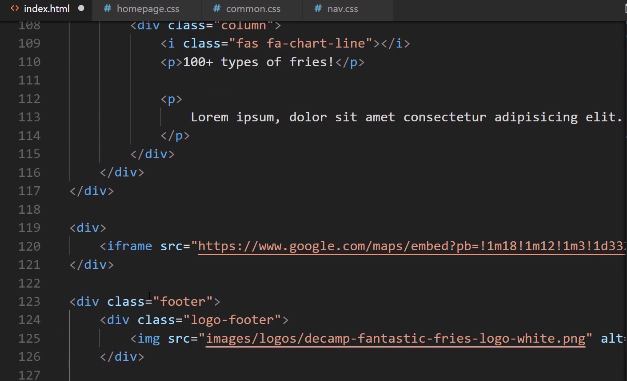 index.html homepage.css common.css nav.css
108 <div class="column">
109 <i class="fas fa-chart-line"></i>
110 <p>100+ types of fries!</p>
111
112 <p>
113 Lorem ipsum, dolor sit amet consectetur adipisicing elit.
114 </p>
115 </div>
116 </div>
117 </div>
118
119 <div>
120 <iframe src="https://www.google.com/maps/embed?pb=!1m18!1m12!1m3!1d33
121 </div>
122
123 <div class="footer">
124 <div class="logo-footer">
125 <img src="images/logos/decamp-fantastic-fries-logo-white.png" alt=
126 </div>
127